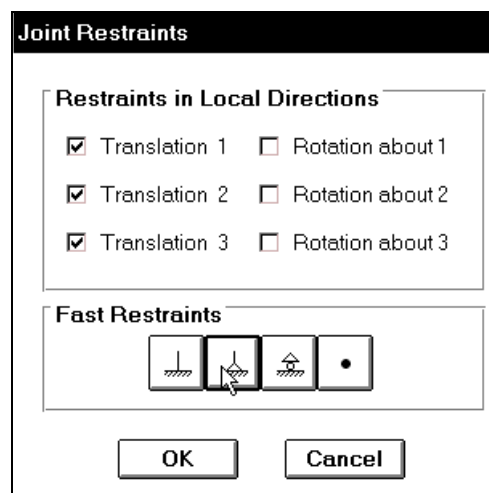 Joint Restraints
Restraints in Local Directions
Translation 1 Rotation about 1
Translation 2 Rotation about 2
Translation 3 Rotation about 3
Fast Restraints
OK Cancel